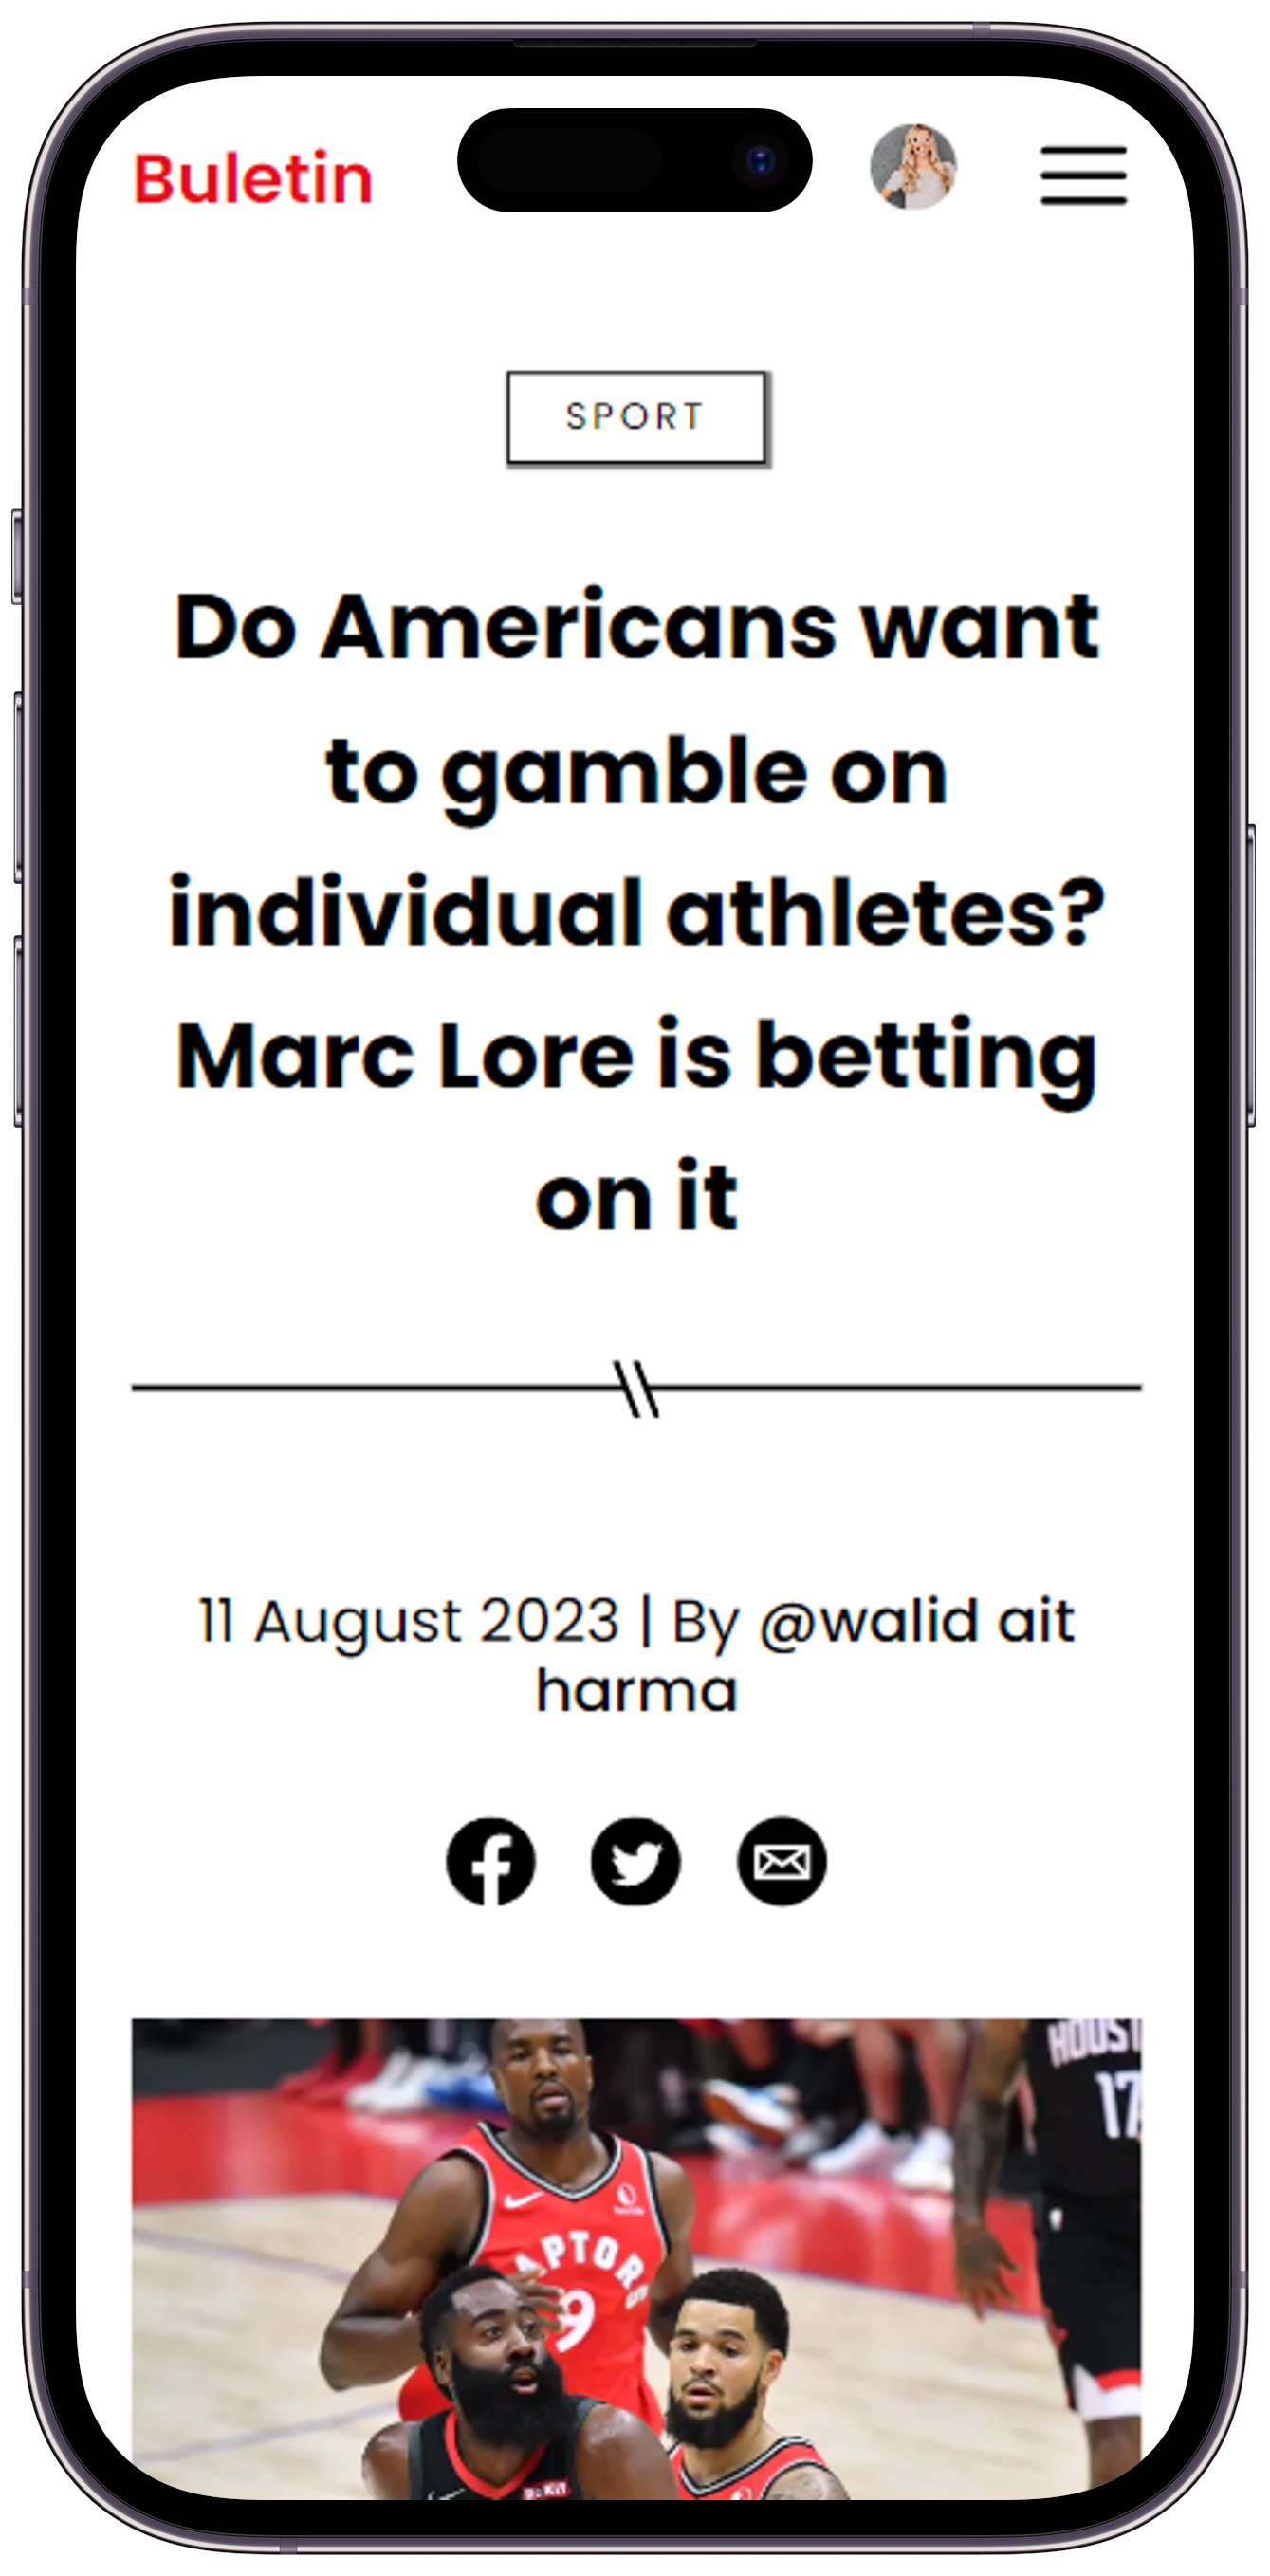 Buletin
SPORT
Do Americans want
to gamble on
individual athletes?
Marc Lore is betting
on it
11 August 2023 | By @walid ait
harma
HOUST
17
APTOR
9